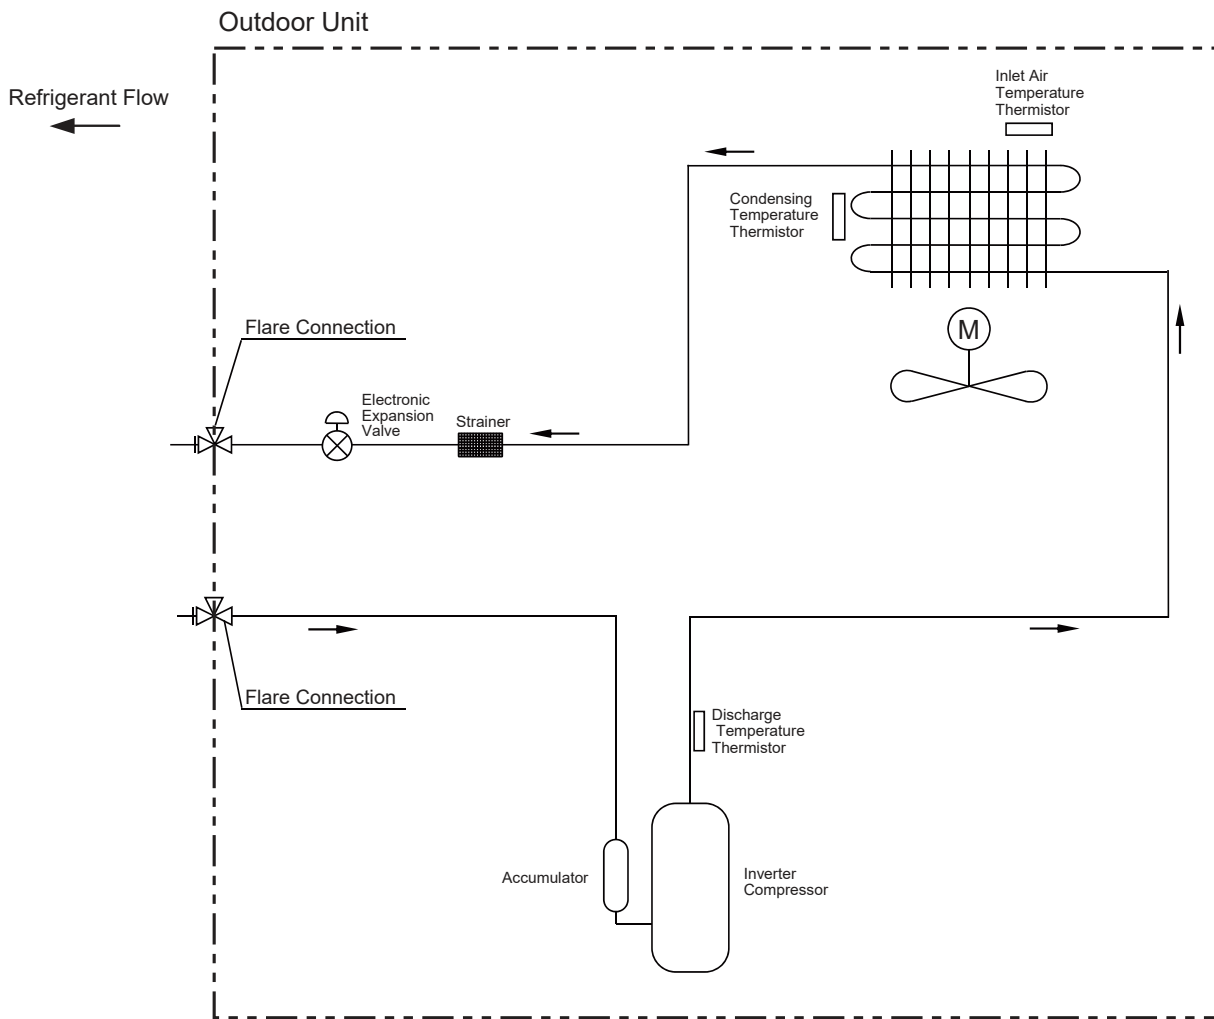 Outdoor Unit
Refrigerant Flow
Inlet Air
Temperature
Thermistor
Condensing
Temperature
Thermistor
M
Flare Connection
Electronic
Expansion
Valve
Strainer
Flare Connection
Discharge
Temperature
Thermistor
Accumulator
Inverter
Compressor